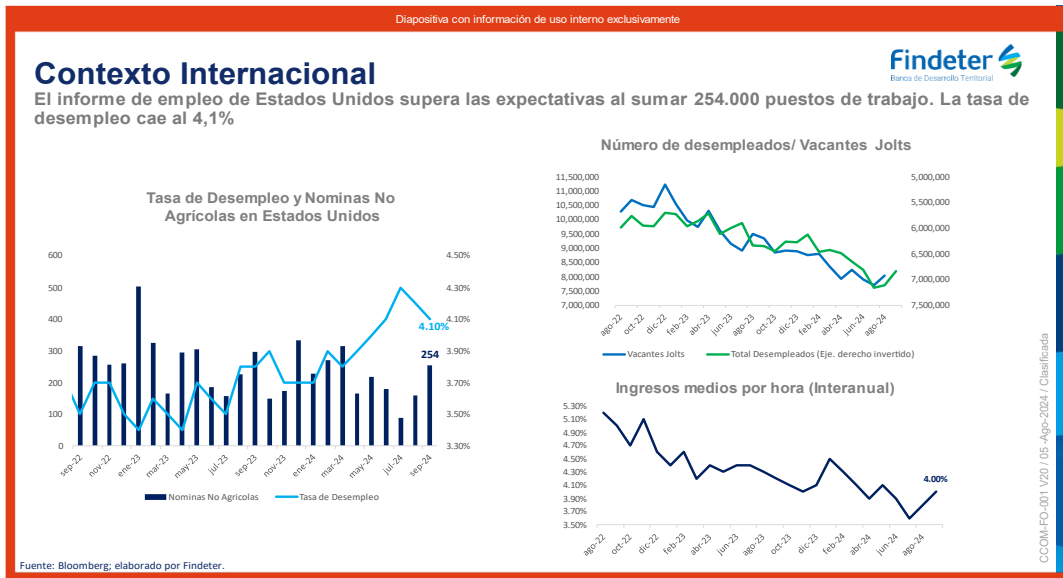 Diapositiva con información de uso interno exclusivamente
Contexto Internacional
Findeter
Banca de Desarrollo Territorial
El informe de empleo de Estados Unidos supera las expectativas al sumar 254.000 puestos de trabajo. La tasa de
desempleo cae al 4,1%
Tasa de Desempleo y Nominas No
Agrícolas en Estados Unidos
600
500
400
300
200
100
0
4.50%
4.30%
4.10%
3.90%
3.70%
3.50%
3.30%
4.10%
254
sep-22
nov-22
ene-23
mar-23
may-23
jul-23
sep-23
nov-23
ene-24
mar-24
may-24
jul-24
sep-24
Nominas No Agricolas
Tasa de Desempleo
Número de desempleados/ Vacantes Jolts
11,500,000
11,000,000
10,500,000
10,000,000
9,500,000
9,000,000
8,500,000
8,000,000
7,500,000
7,000,000
5,000,000
5,500,000
6,000,000
6,500,000
7,000,000
7,500,000
ago-22
oct-22
dic-22
feb-23
abr-23
jun-23
ago-23
oct-23
dic-23
feb-24
abr-24
jun-24
ago-24
Vacantes Jolts
Total Desempleados (Eje. derecho invertido)
Ingresos medios por hora (Interanual)
5.30%
5.10%
4.90%
4.70%
4.50%
4.30%
4.10%
3.90%
3.70%
3.50%
4.00%
ago-22
oct-22
dic-22
feb-23
abr-23
jun-23
ago-23
oct-23
dic-23
feb-24
abr-24
jun-24
ago-24
Fuente: Bloomberg; elaborado por Findeter.
CCOM-FO-001 V20 / 05 -Ago-2024 / Clasificada